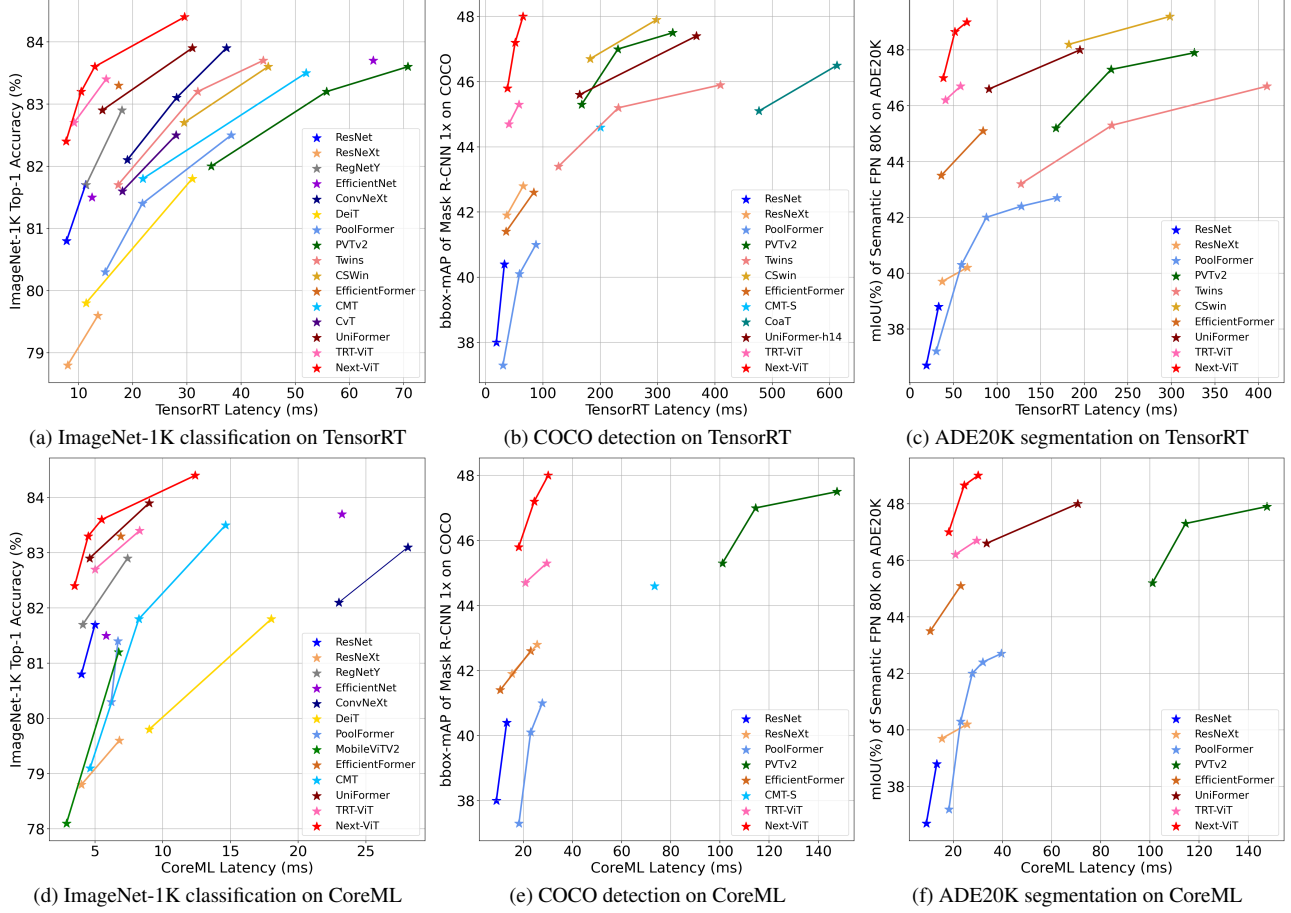 ImageNet-1K Top-1 Accuracy (%)
84
83
82
81
80
79
10
20
30
40
50
60
70
TensorRT Latency (ms)
ResNet
ResNeXt
RegNetY
EfficientNet
ConvNeXt
DeiT
PoolFormer
PVTv2
Twins
CSWin
EfficientFormer
CMT
CvT
UniFormer
TRT-ViT
Next-ViT
(a) ImageNet-1K classification on TensorRT
bbox-mAP of Mask R-CNN 1x on COCO
48
46
44
42
40
38
0
100
200
300
400
500
600
TensorRT Latency (ms)
ResNet
ResNeXt
PoolFormer
PVTv2
Twins
CSwin
EfficientFormer
CMT-S
CoaT
UniFormer-h14
TRT-ViT
Next-ViT
(b) COCO detection on TensorRT
mIoU(%) of Semantic FPN 80K on ADE20K
48
46
44
42
40
38
0
50
100
150
200
250
300
350
400
TensorRT Latency (ms)
ResNet
ResNeXt
PoolFormer
PVTv2
Twins
CSwin
EfficientFormer
UniFormer
TRT-ViT
Next-ViT
(c) ADE20K segmentation on TensorRT
ImageNet-1K Top-1 Accuracy (%)
84
83
82
81
80
79
78
5
10
15
20
25
CoreML Latency (ms)
ResNet
ResNeXt
RegNetY
EfficientNet
ConvNeXt
DeiT
PoolFormer
MobileViTV2
EfficientFormer
CMT
UniFormer
TRT-ViT
Next-ViT
(d) ImageNet-1K classification on CoreML
bbox-mAP of Mask R-CNN 1x on COCO
48
46
44
42
40
38
20
40
60
80
100
120
140
CoreML Latency (ms)
ResNet
ResNeXt
PoolFormer
PVTv2
EfficientFormer
CMT-S
TRT-ViT
Next-ViT
(e) COCO detection on CoreML
mIoU(%) of Semantic FPN 80K on ADE20K
48
46
44
42
40
38
20
40
60
80
100
120
140
CoreML Latency (ms)
ResNet
ResNeXt
PoolFormer
PVTv2
EfficientFormer
UniFormer
TRT-ViT
Next-ViT
(f) ADE20K segmentation on CoreML